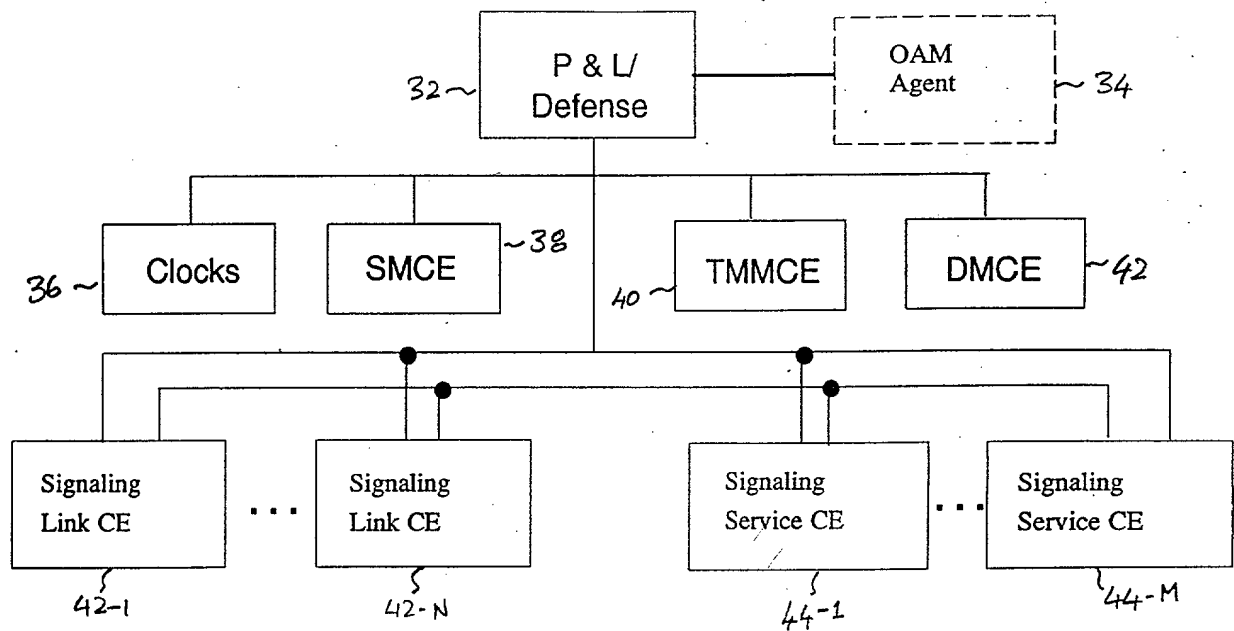 P & L/
Defense
OAM
Agent
32
34
Clocks
SMCE
TMMCE
DMCE
36
38
40
42
Signaling
Link CE
...
Signaling
Link CE
Signaling
Service CE
...
Signaling
Service CE
42-1
42-N
44-1
44-M